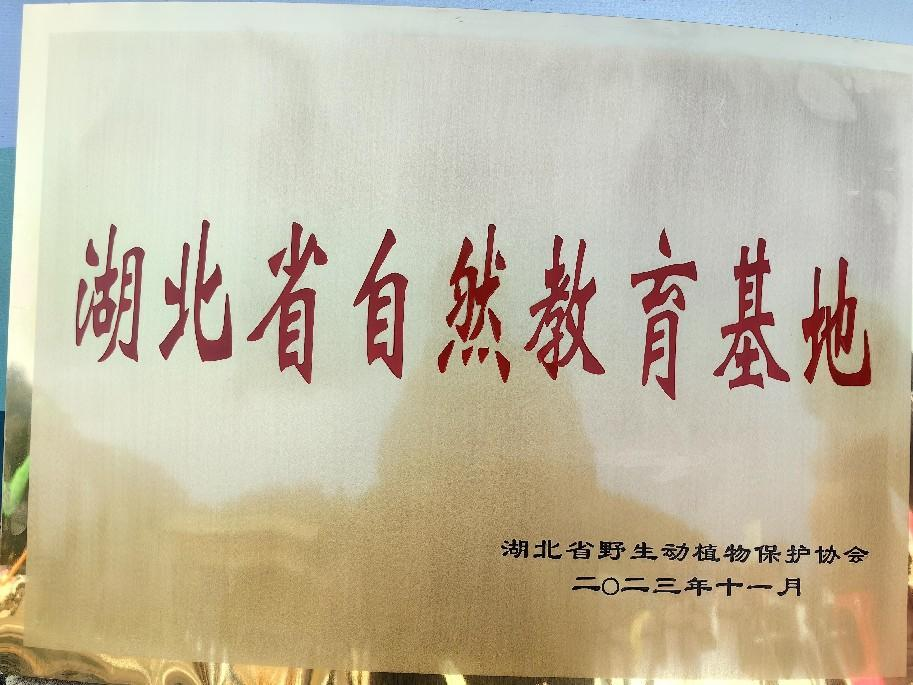 湖北省自然教育基地
湖北省野生动植物保护协会
二〇二三年十一月